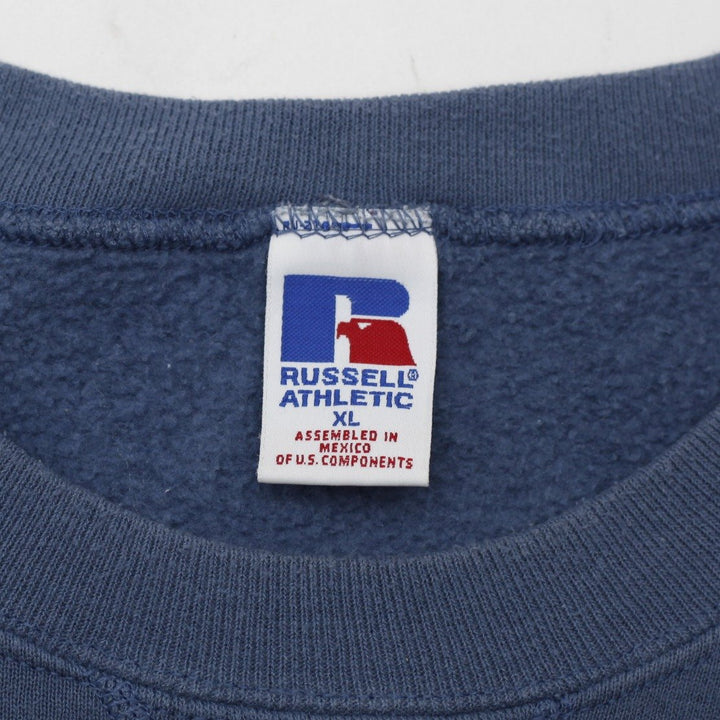 RUSSELL®
ATHLETIC
XL
ASSEMBLED IN
MEXICO
OF U.S. COMPONENTS